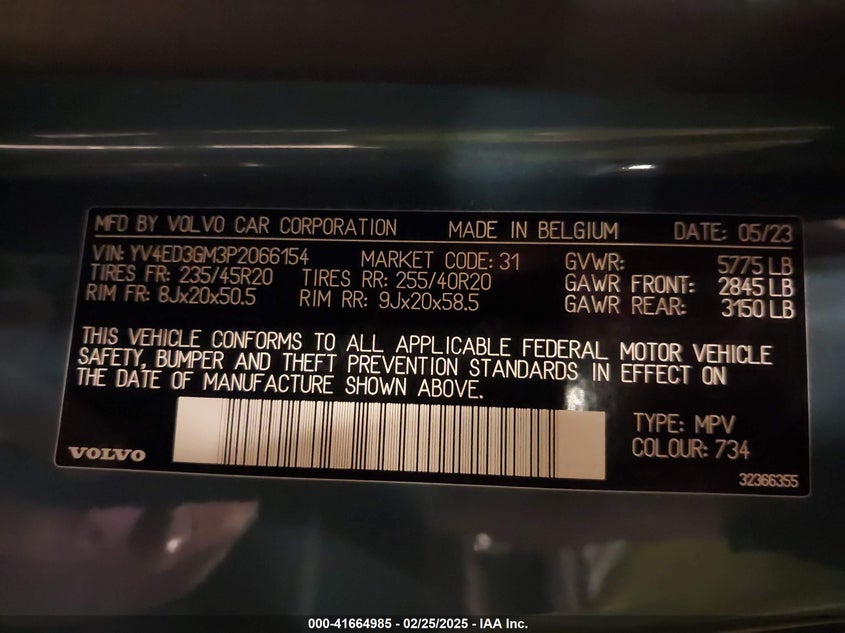 MFD BY VOLVO CAR CORPORATION MADE IN BELGIUM DATE: 05/23
VIN: YV4ED3GM3P2066154 MARKET CODE: 31 GVWR: 5775 LB
TIRES FR: 235/45R20 TIRES RR: 255/40R20 GAWR FRONT: 2845 LB
RIM FR: 8Jx20x50.5 RIM RR: 9Jx20x58.5 GAWR REAR: 3150 LB
THIS VEHICLE CONFORMS TO ALL APPLICABLE FEDERAL MOTOR VEHICLE
SAFETY, BUMPER AND THEFT PREVENTION STANDARDS IN EFFECT ON
THE DATE OF MANUFACTURE SHOWN ABOVE.
TYPE: MPV
COLOUR: 734
VOLVO
32366355
000-41664985 - 02/25/2025 - IAA Inc.